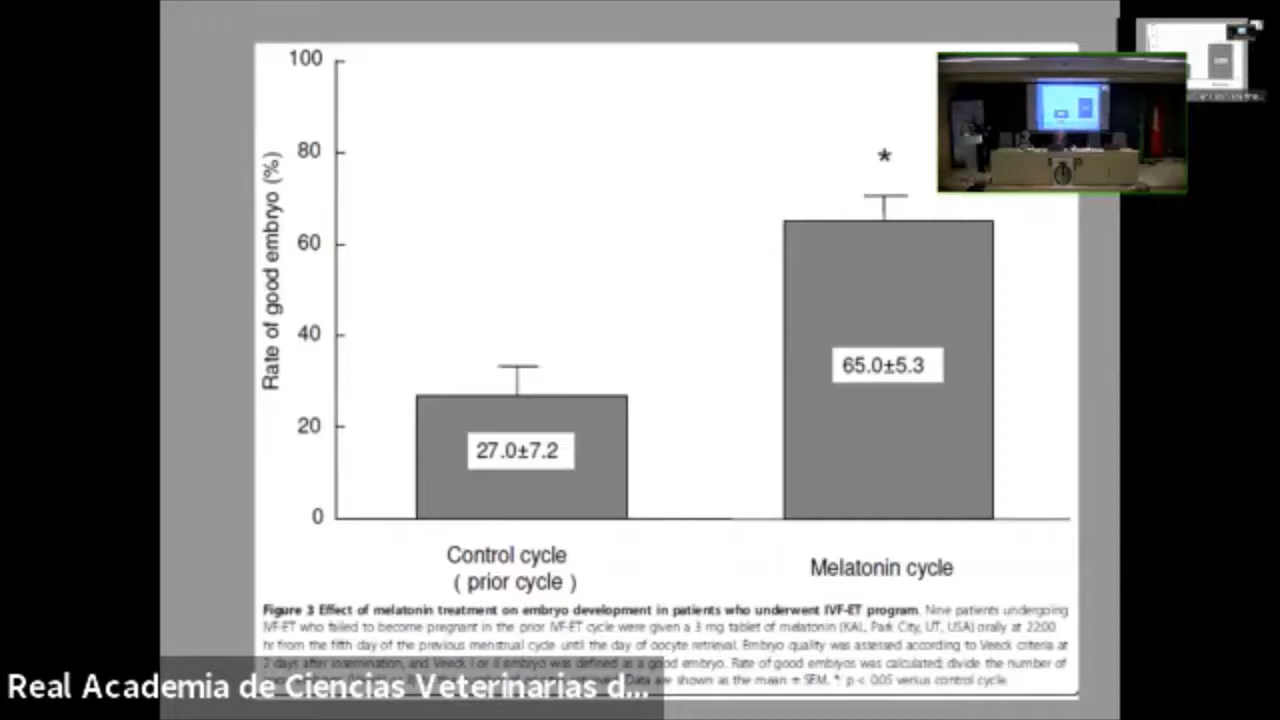 100
80
60
40
20
0
Rate of good embryo (%)
*
27.0±7.2
65.0±5.3
Control cycle
( prior cycle )
Melatonin cycle
Figure 3 Effect of melatonin treatment on embryo development in patients who underwent IVF-ET program. Nine patients undergoing
IVF-ET who failed to become pregnant in the prior IVF-ET cycle were given a 3 mg tablet of melatonin (KAL, Park City, UT, USA) orally at 2200
hr from the fifth day of the previous menstrual cycle until the day of oocyte retrieval. Embryo quality was assessed according to Veeck criteria at
2 days after insemination, and Veeck I or II embryo was defined as a good embryo. Rate of good embryos was calculated; divide the number of
Data are shown as the mean ± SEM. *: p < 0.05 versus control cycle.
Real Academia de Ciencias Veterinarias d...